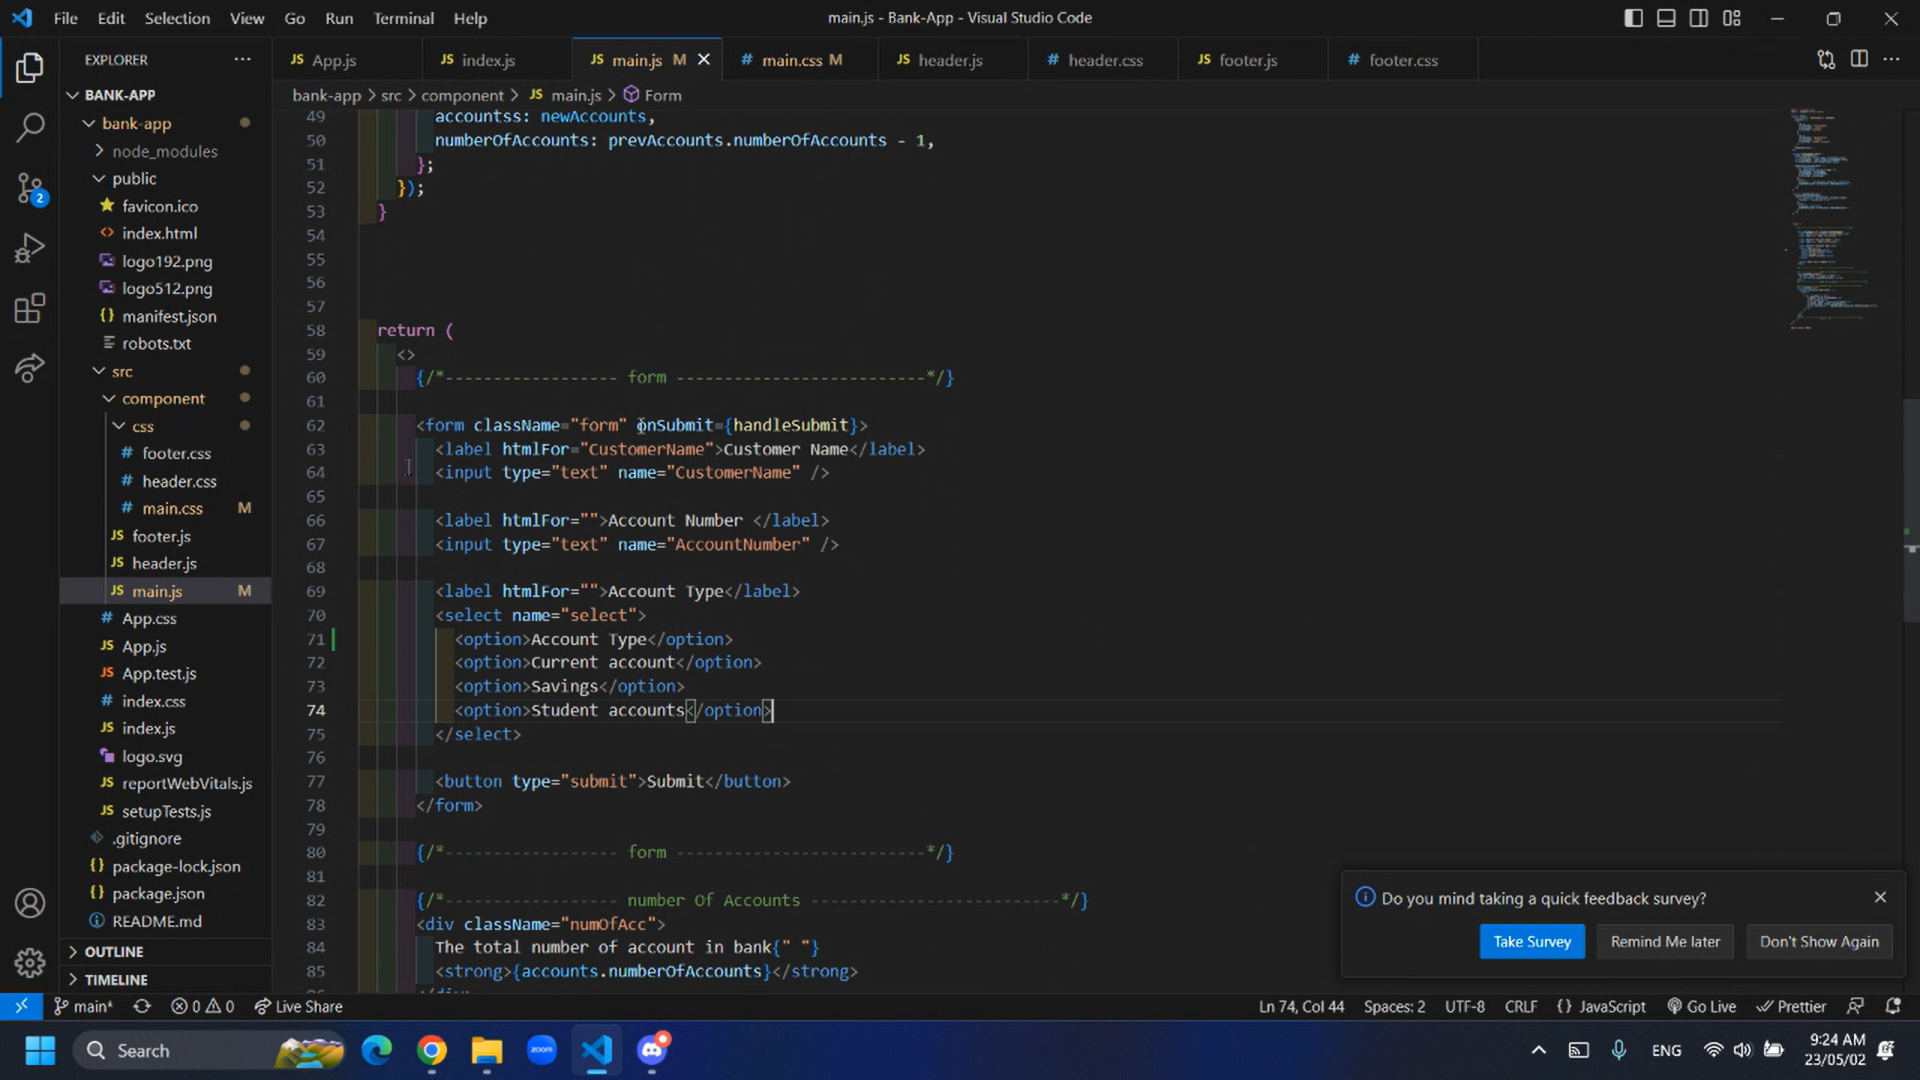 File Edit Selection View Go Run Terminal Help
main.js - Bank-App - Visual Studio Code
EXPLORER
BANK-APP
bank-app
node_modules
public
favicon.ico
index.html
logo192.png
logo512.png
manifest.json
robots.txt
src
component
css
footer.css
header.css
main.css M
footer.js
header.js
main.js M
App.css
App.js
App.test.js
index.css
index.js
logo.svg
reportWebVitals.js
setupTests.js
.gitignore
package-lock.json
package.json
README.md
OUTLINE
TIMELINE
2
JS App.js JS index.js JS main.js M # main.css M JS header.js # header.css JS footer.js # footer.css
bank-app > src > component > JS main.js > Form
49 accountss: newAccounts,
50 numberOfAccounts: prevAccounts.numberOfAccounts - 1,
51 };
52 });
53 }
54
55
56
57
58 return (
59 <>
60 {/*------------------ form --------------------------*/}
61
62 <form className="form" onSubmit={handleSubmit}>
63 <label htmlFor="CustomerName">Customer Name</label>
64 <input type="text" name="CustomerName" />
65
66 <label htmlFor="">Account Number </label>
67 <input type="text" name="AccountNumber" />
68
69 <label htmlFor="">Account Type</label>
70 <select name="select">
71 <option>Account Type</option>
72 <option>Current account</option>
73 <option>Savings</option>
74 <option>Student accounts</option>
75 </select>
76
77 <button type="submit">Submit</button>
78 </form>
79
80 {/*------------------ form --------------------------*/}
81
82 {/*------------------ number Of Accounts --------------------------*/}
83 <div className="numOfAcc">
84 The total number of account in bank{" "}
85 <strong>{accounts.numberOfAccounts}</strong>
Do you mind taking a quick feedback survey?
Take Survey Remind Me later Don't Show Again
main* 0 0 Live Share Ln 74, Col 44 Spaces: 2 UTF-8 CRLF {} JavaScript Go Live Prettier
Search zoom ENG 9:24 AM
23/05/02